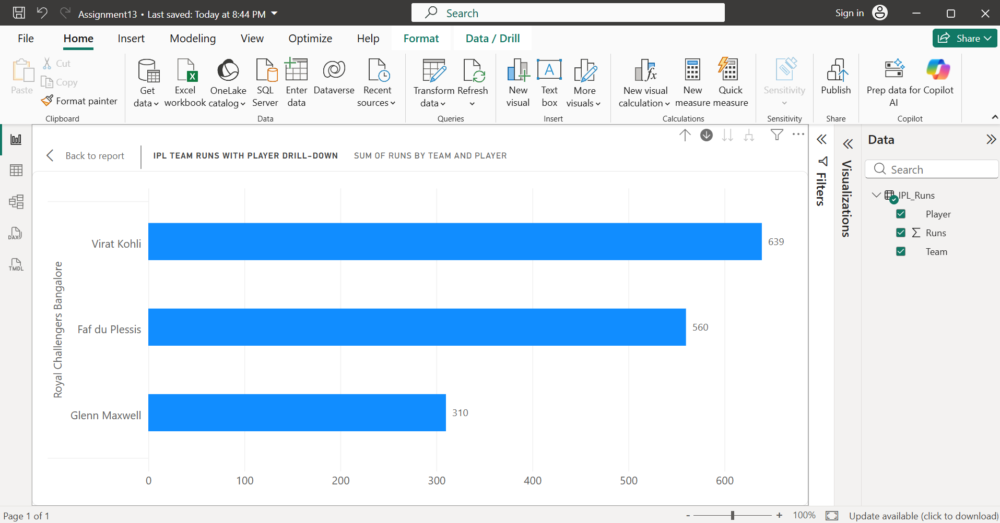 Assignment13 • Last saved: Today at 8:44 PM
Search
Sign in
File Home Insert Modeling View Optimize Help Format Data / Drill
Share
Paste
Cut
Copy
Format painter
Clipboard
Get data
Excel workbook
OneLake catalog
SQL Server
Enter data
Dataverse
Recent sources
Data
Transform data
Refresh
Queries
New visual
Text box
A
More visuals
Insert
New visual calculation
New measure
Quick measure
Calculations
Sensitivity
Sensitivity
Publish
Share
Prep data for AI
Copilot
Copilot
DAX
TMDL
Back to report
IPL TEAM RUNS WITH PLAYER DRILL-DOWN
SUM OF RUNS BY TEAM AND PLAYER
Royal Challengers Bangalore
Virat Kohli
639
Faf du Plessis
560
Glenn Maxwell
310
0 100 200 300 400 500 600
Filters
Visualizations
Data
Search
IPL_Runs
Player
Runs
Team
Page 1 of 1
- + 100%
Update available (click to download)